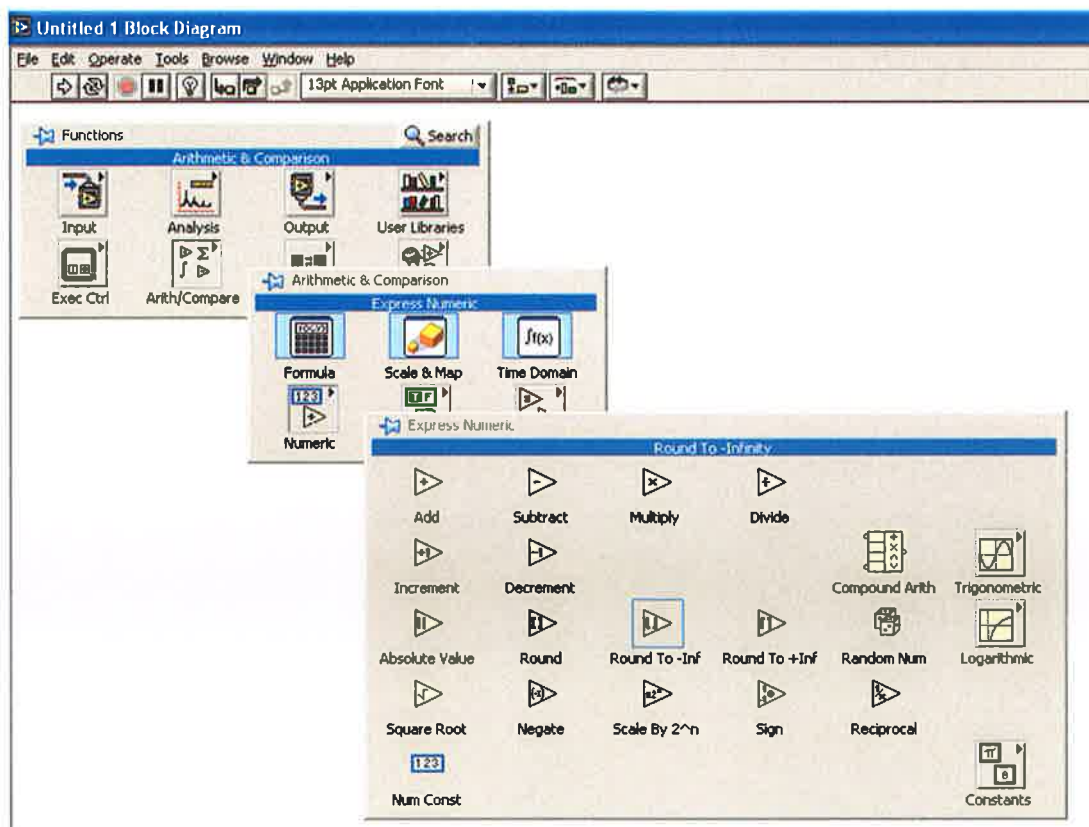 Untitled 1 Block Diagram
File Edit Operate Tools Browse Window Help
13pt Application Font
Functions Search
Arithmetic & Comparison
Input Analysis Output User Libraries
Exec Ctrl Arith/Compare
Arithmetic & Comparison
Express Numeric
Formula Scale & Map Time Domain
Numeric
Express Numeric
Round To -Infinity
Add Subtract Multiply Divide
Increment Decrement Compound Arith Trigonometric
Absolute Value Round Round To -Inf Round To +Inf Random Num Logarithmic
Square Root Negate Scale By 2^n Sign Reciprocal
123
Num Const Constants